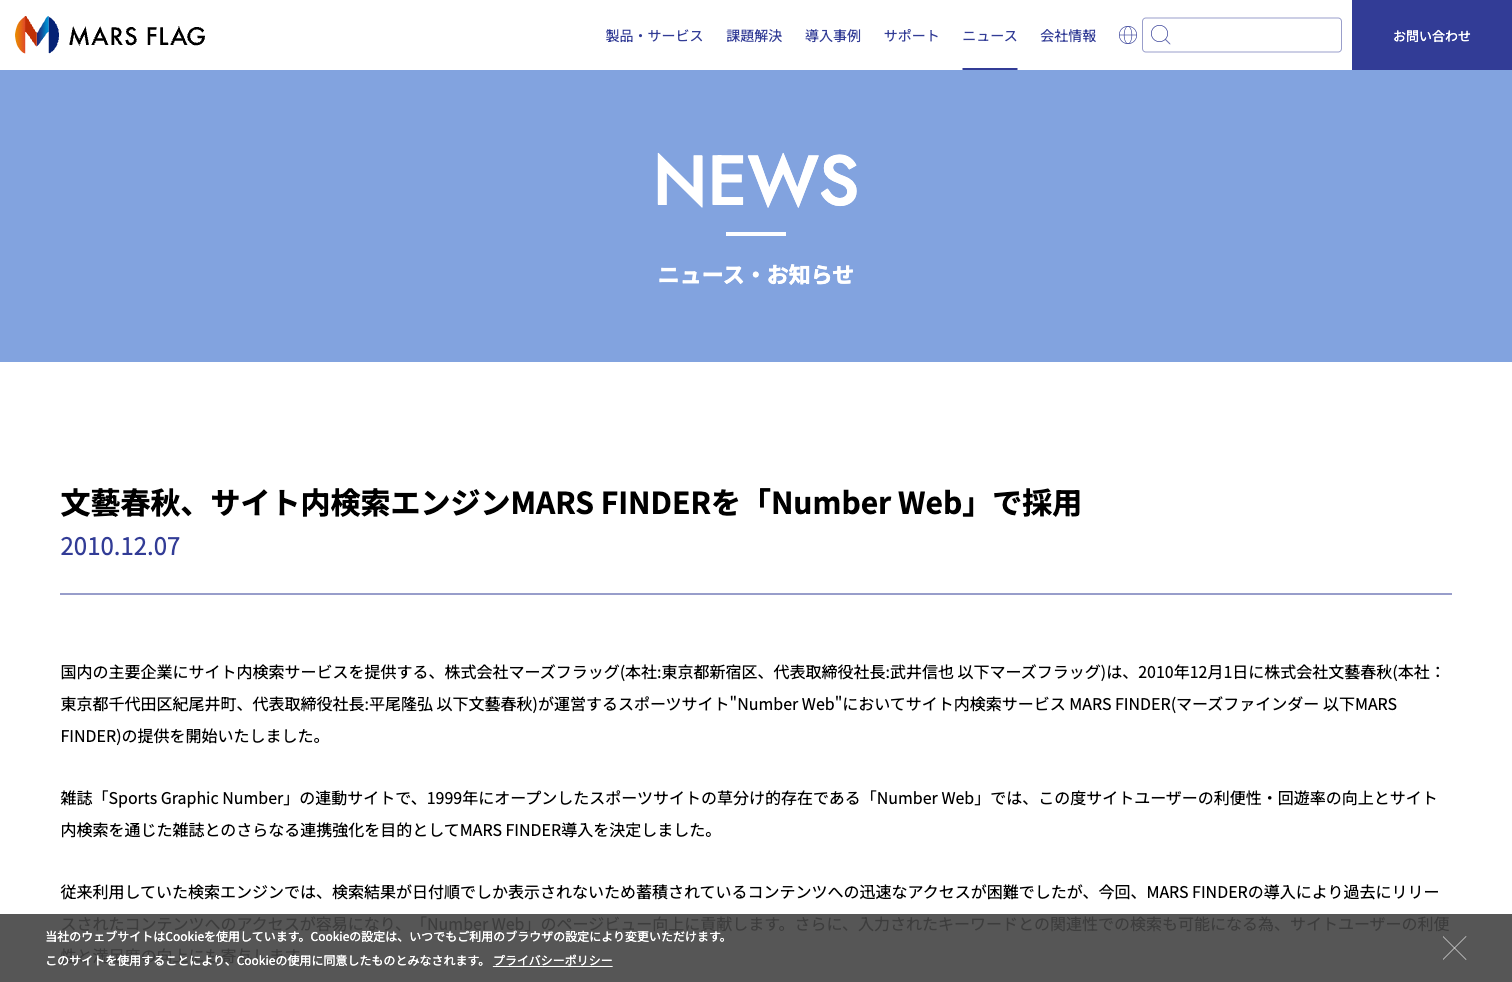 MARS FLAG
製品・サービス 課題解決 導入事例 サポート ニュース 会社情報 お問い合わせ
NEWS
ニュース・お知らせ
文藝春秋、サイト内検索エンジンMARS FINDERを「Number Web」で採用
2010.12.07
国内の主要企業にサイト内検索サービスを提供する、株式会社マーズフラッグ(本社:東京都新宿区、代表取締役社長:武井信也 以下マーズフラッグ)は、2010年12月1日に株式会社文藝春秋(本社：
東京都千代田区紀尾井町、代表取締役社長:平尾隆弘 以下文藝春秋)が運営するスポーツサイト"Number Web"においてサイト内検索サービス MARS FINDER(マーズファインダー 以下MARS
FINDER)の提供を開始いたしました。
雑誌「Sports Graphic Number」の連動サイトで、1999年にオープンしたスポーツサイトの草分け的存在である「Number Web」では、この度サイトユーザーの利便性・回遊率の向上とサイト
内検索を通じた雑誌とのさらなる連携強化を目的としてMARS FINDER導入を決定しました。
従来利用していた検索エンジンでは、検索結果が日付順でしか表示されないため蓄積されているコンテンツへの迅速なアクセスが困難でしたが、今回、MARS FINDERの導入により過去にリリー
スされたコンテンツへのアクセスが容易になり、「Number Web」のページビュー向上に貢献します。さらに、入力されたキーワードとの関連性での検索も可能になる為、サイトユーザーの利便
当社のウェブサイトはCookieを使用しています。Cookieの設定は、いつでもご利用のブラウザの設定により変更いただけます。
このサイトを使用することにより、Cookieの使用に同意したものとみなされます。 プライバシーポリシー